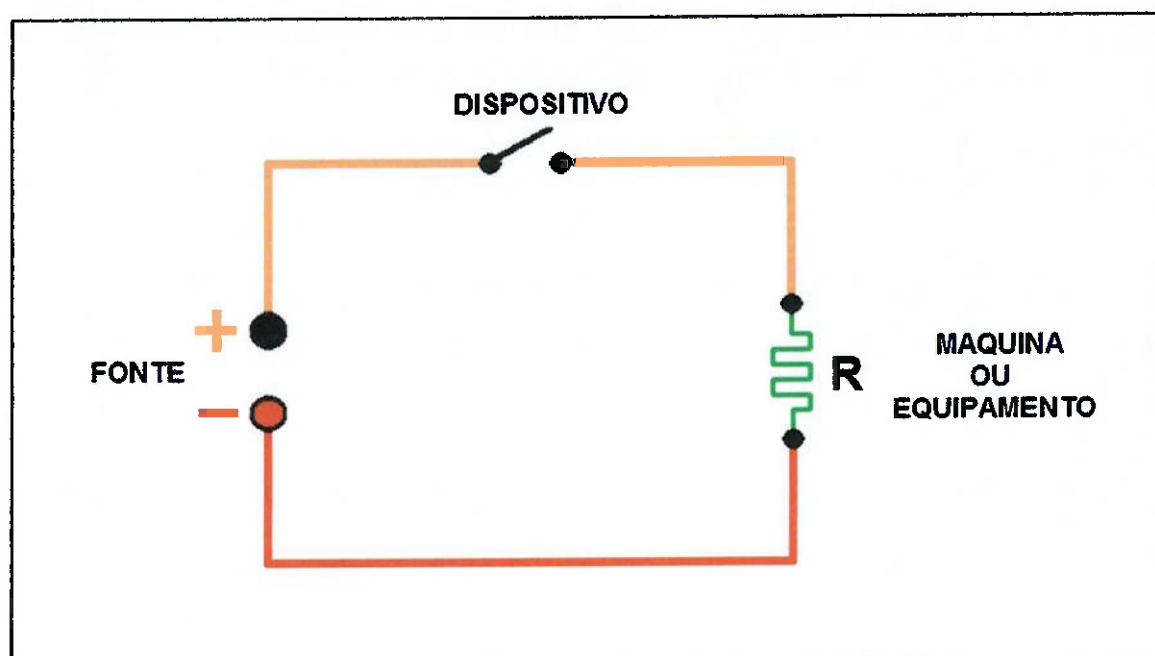 DISPOSITIVO
+
FONTE
−
R
MAQUINA
OU
EQUIPAMENTO